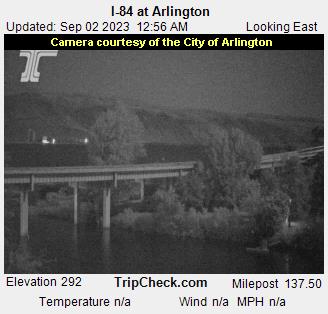 I-84 at Arlington
Updated: Sep 02 2023 12:56 AM Looking East
Camera courtesy of the City of Arlington
Elevation 292 TripCheck.com Milepost 137.50
Temperature n/a Wind n/a MPH n/a